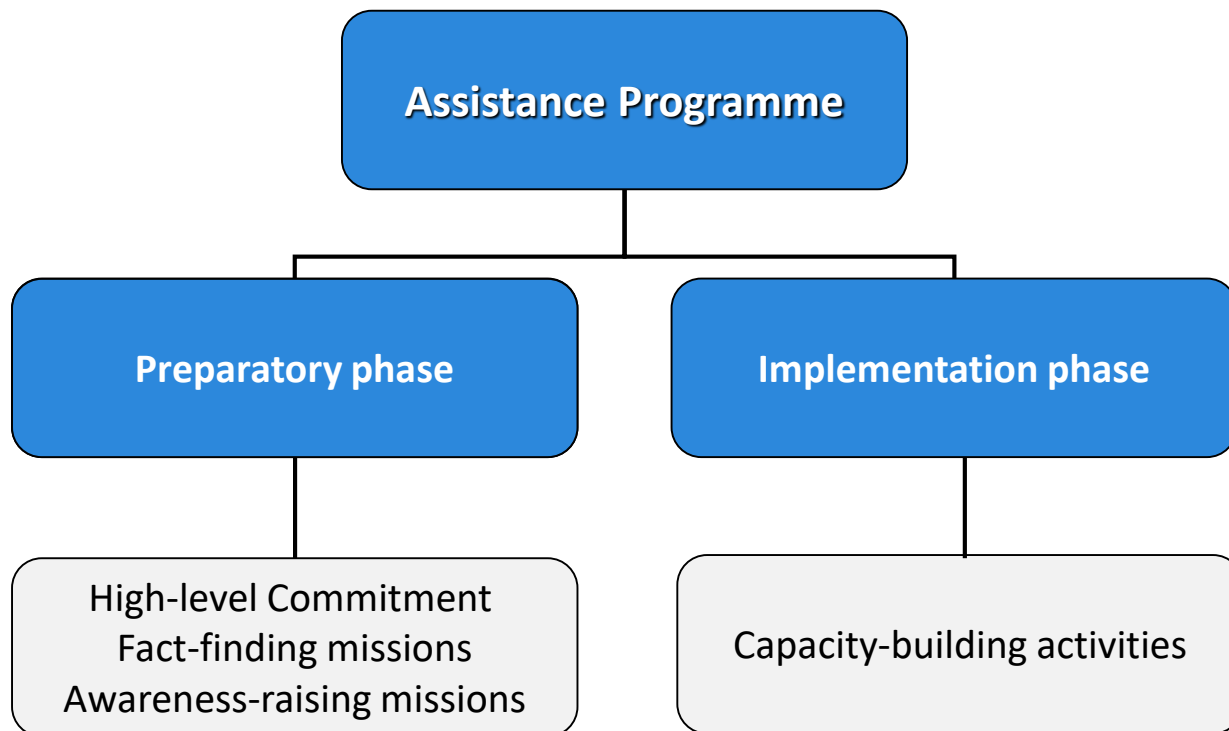 Assistance Programme
Preparatory phase
Implementation phase
High-level Commitment
Fact-finding missions
Awareness-raising missions
Capacity-building activities